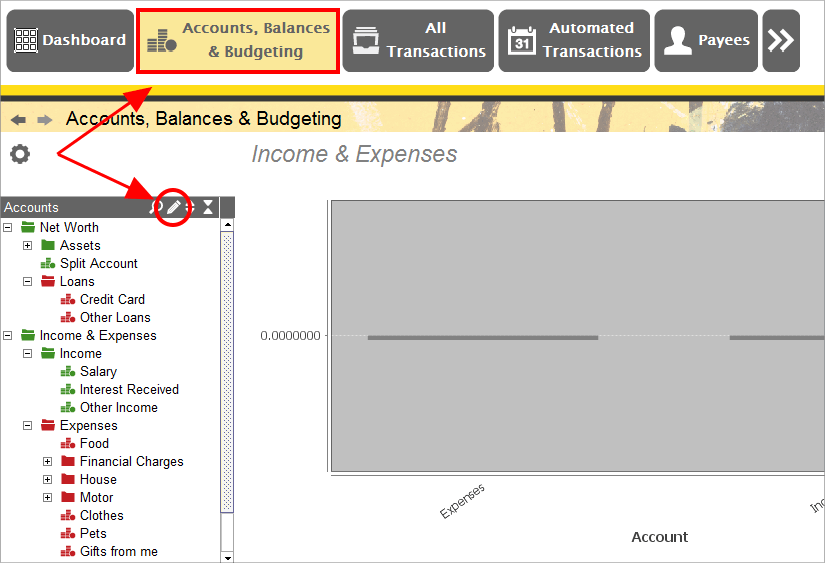 Dashboard
Accounts, Balances
& Budgeting
All
Transactions
31
Automated
Transactions
Payees
Accounts, Balances & Budgeting
Income & Expenses
Accounts
Net Worth
Assets
Split Account
Loans
Credit Card
Other Loans
Income & Expenses
Income
Salary
Interest Received
Other Income
Expenses
Food
Financial Charges
House
Motor
Clothes
Pets
Gifts from me
0.0000000
Expenses
Inc
Account